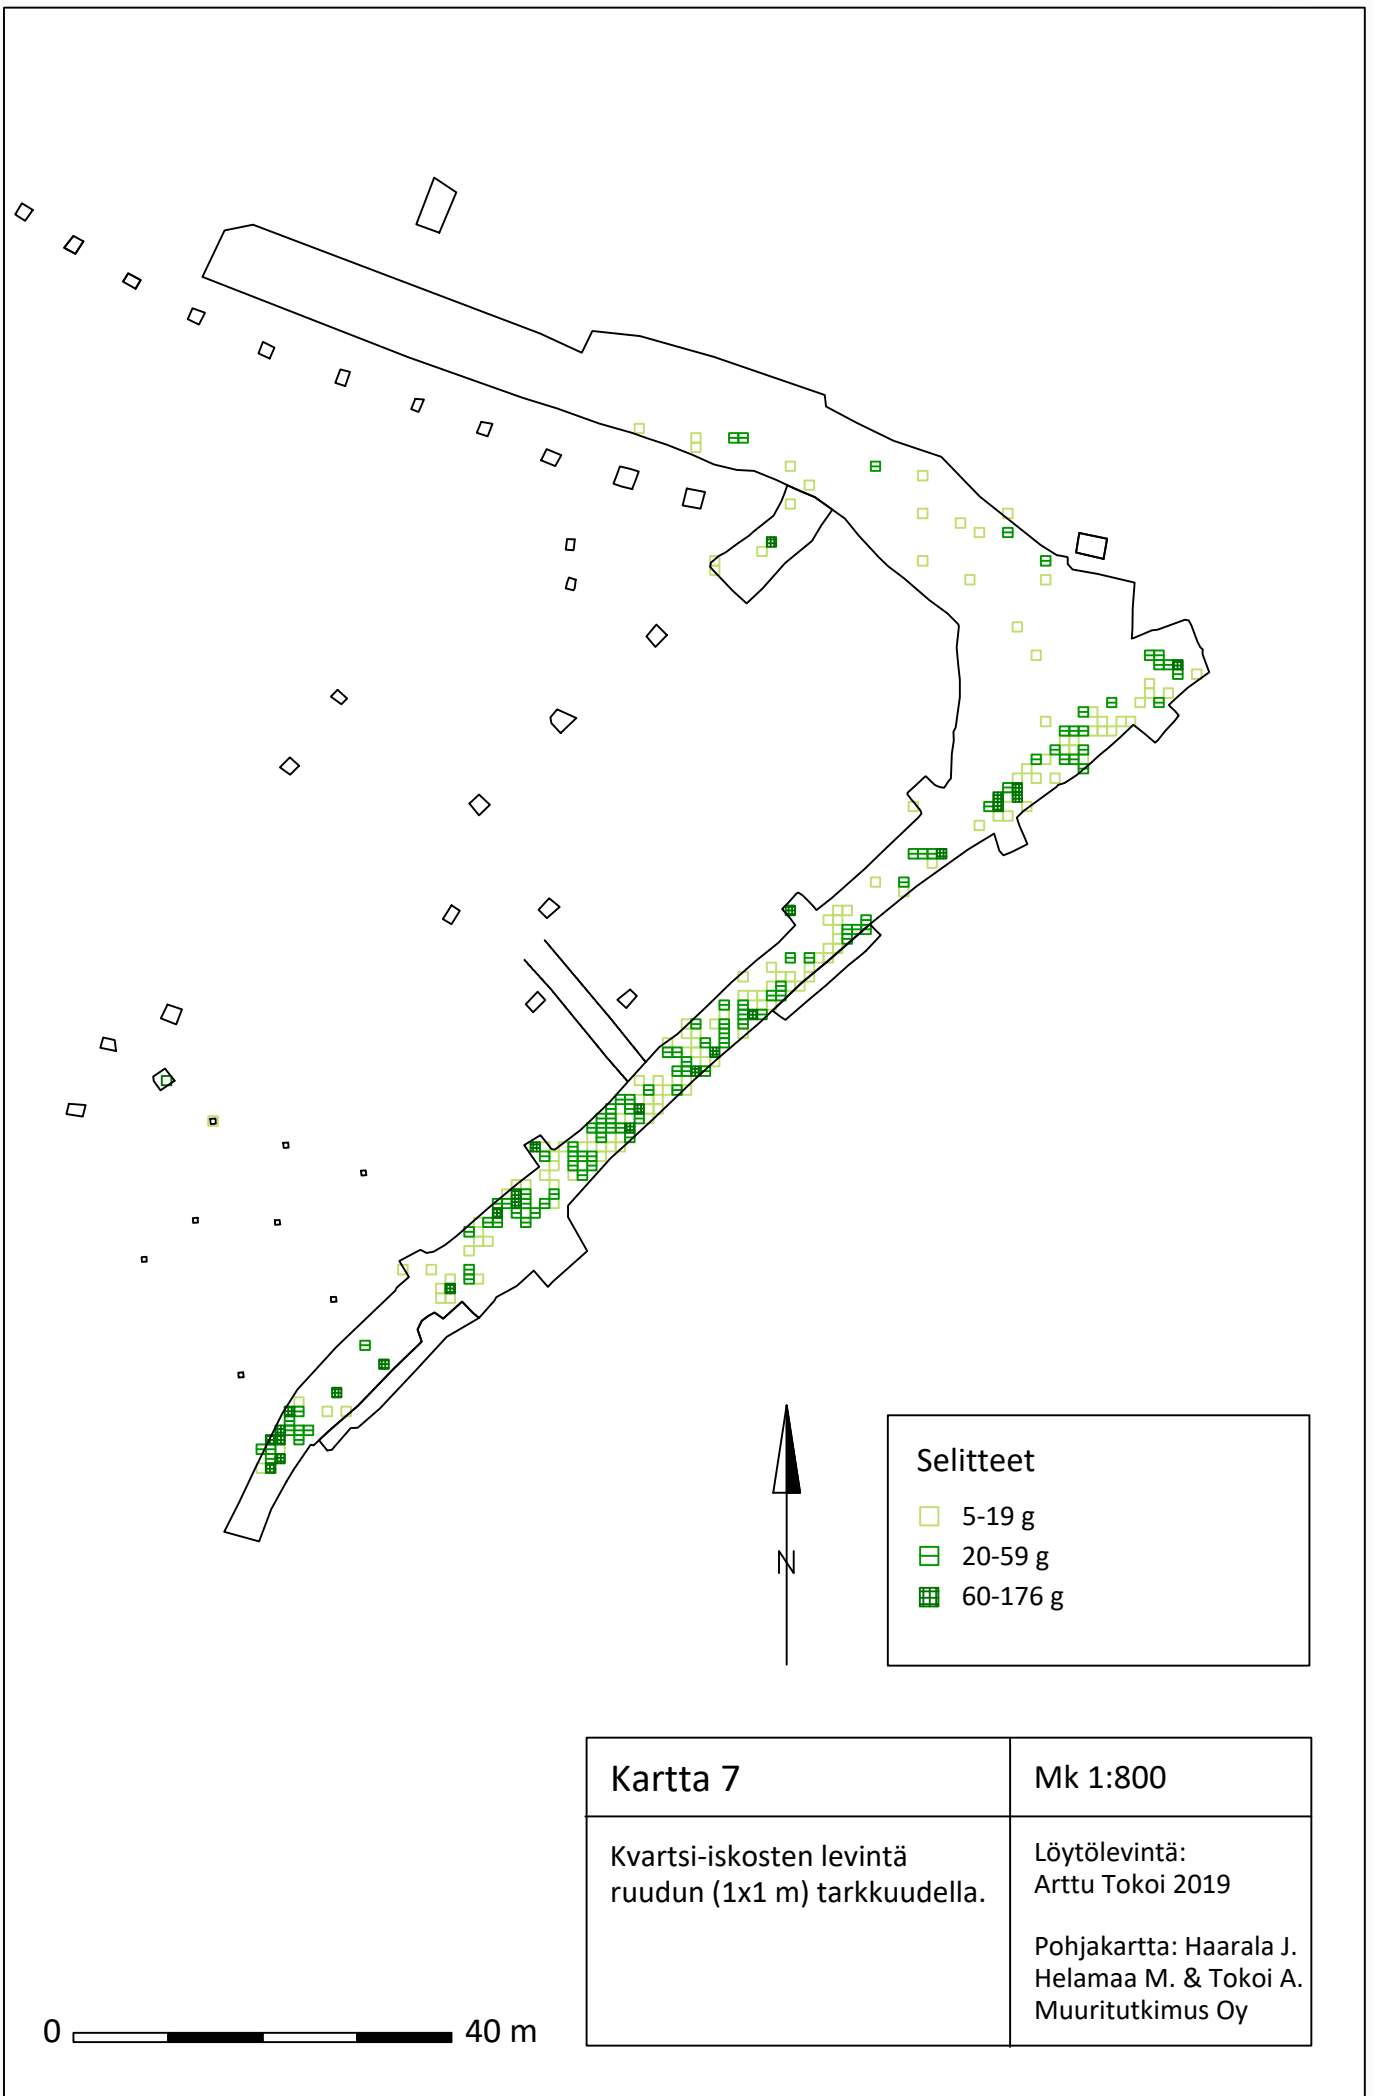 N
Selitteet
5-19 g
20-59 g
60-176 g
Kartta 7
Mk 1:800
Kvartsi-iskosten levintä
ruudun (1x1 m) tarkkuudella.
Löytölevintä:
Arttu Tokoi 2019
Pohjakartta: Haarala J.
Helamaa M. & Tokoi A.
Muuritutkimus Oy
0 40 m